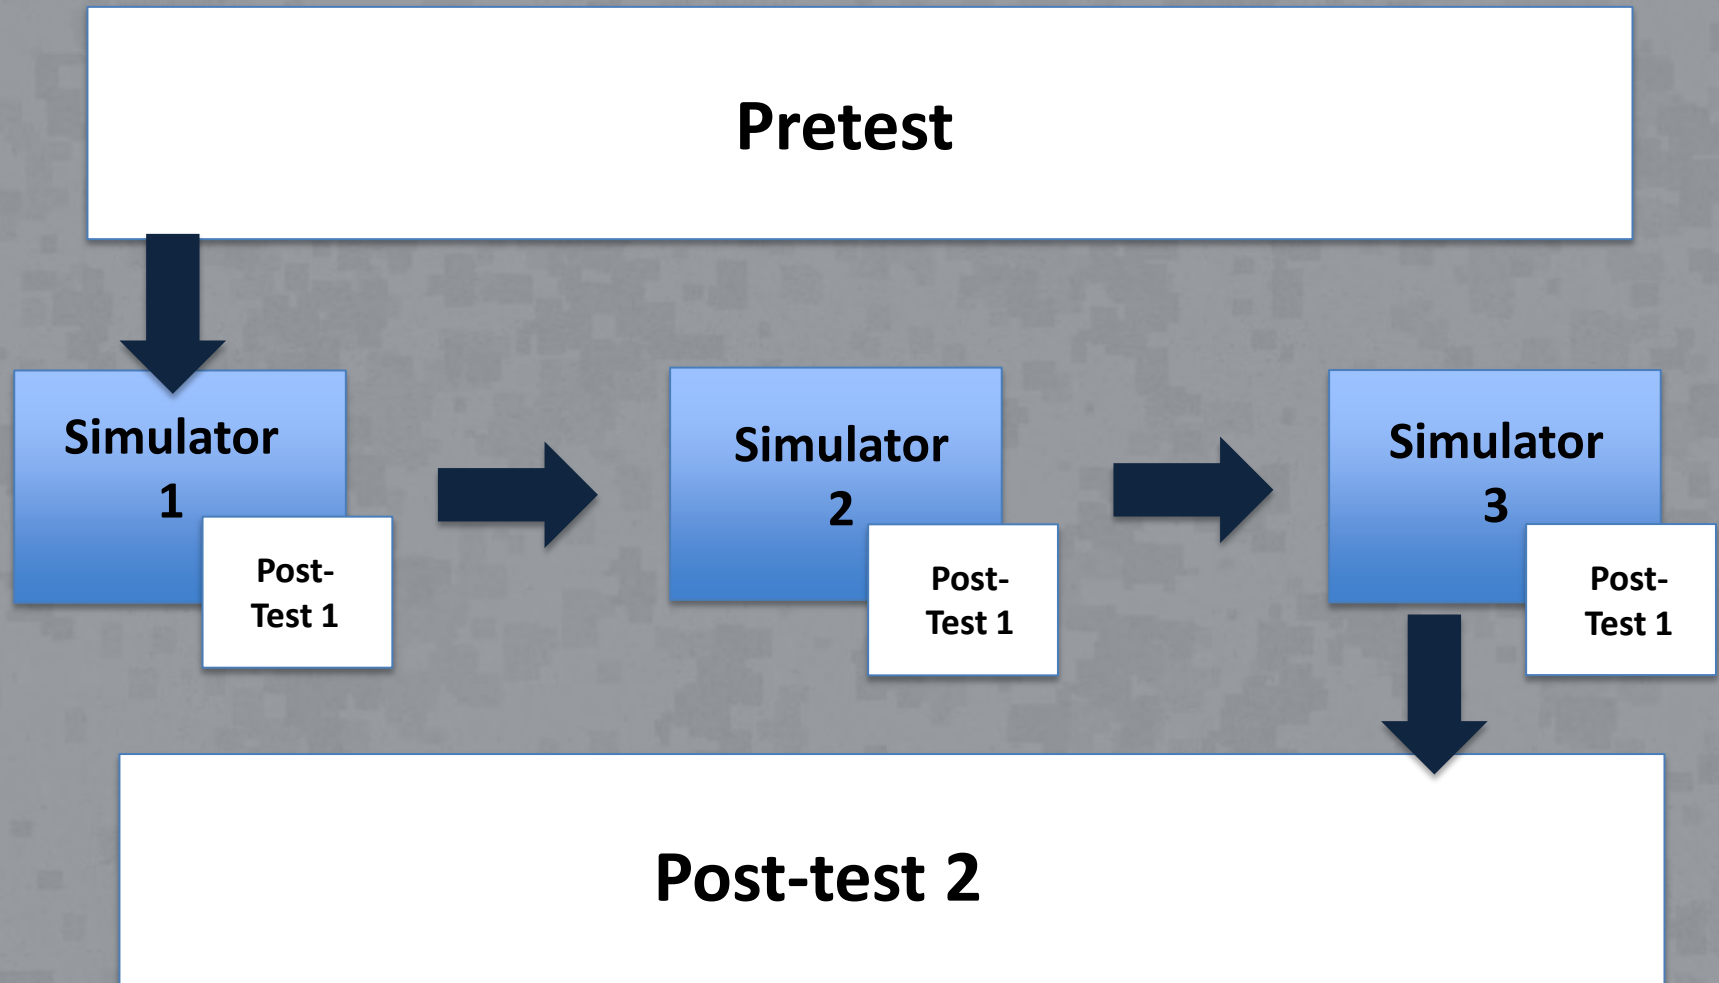 Pretest
Simulator
1
Post-
Test 1
Simulator
2
Post-
Test 1
Simulator
3
Post-
Test 1
Post-test 2